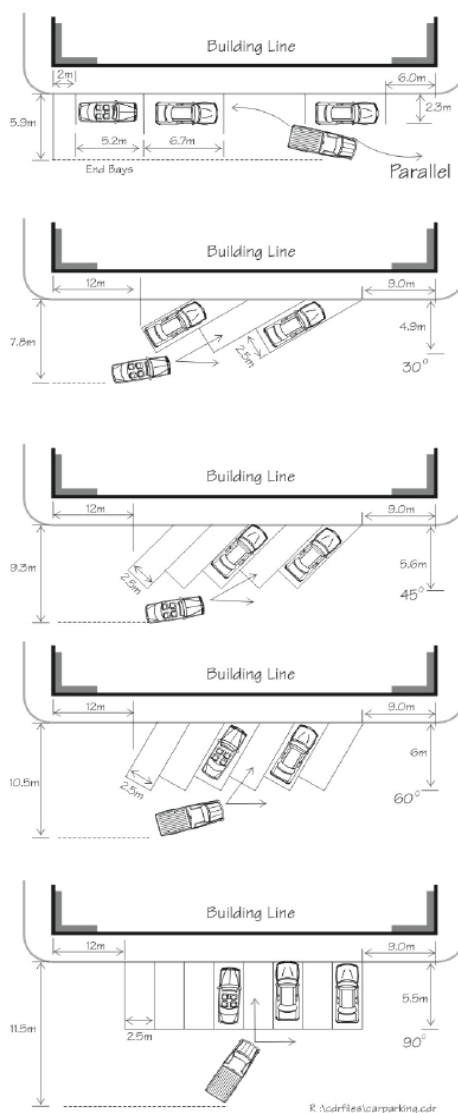 Building Line
2m
6.0m
5.9m
2.3m
5.2m
6.7m
End Bays
Parallel
Building Line
12m
9.0m
7.8m
4.9m
2.5m
30°
Building Line
12m
9.0m
9.3m
5.6m
2.5m
45°
Building Line
12m
9.0m
10.5m
6m
2.5m
60°
Building Line
12m
9.0m
11.5m
5.5m
2.5m
90°
R:\cdrfiles\carparking.cdr